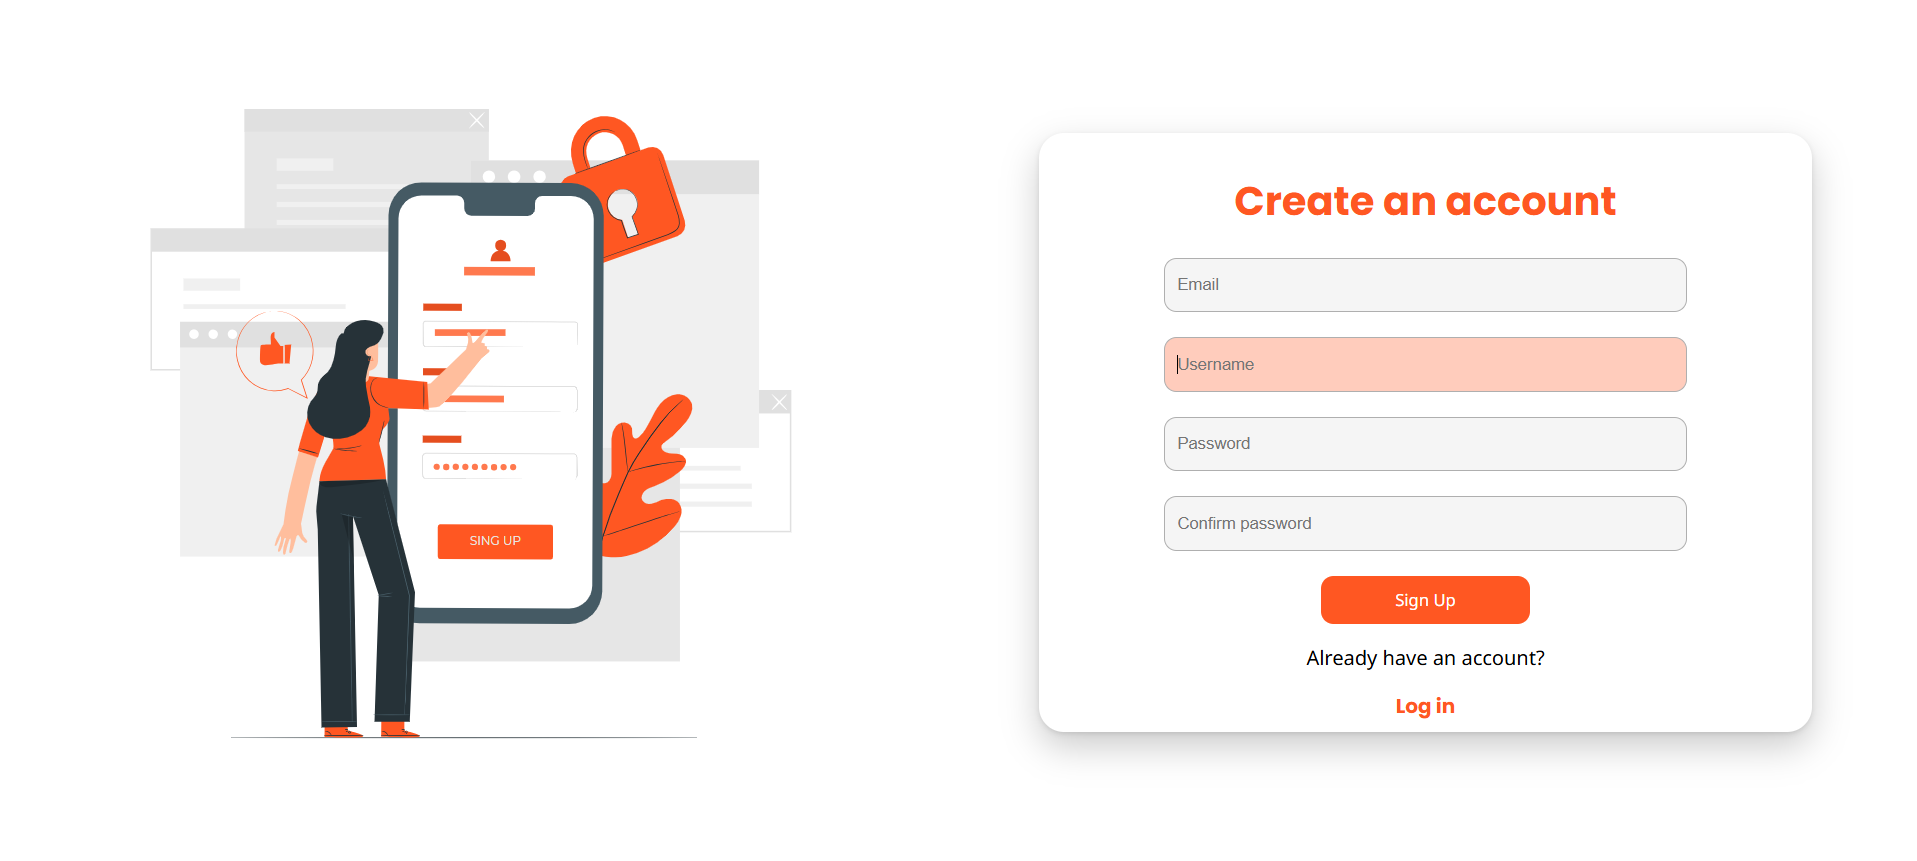 SING UP
Create an account
Email
Username
Password
Confirm password
Sign Up
Already have an account?
Log in